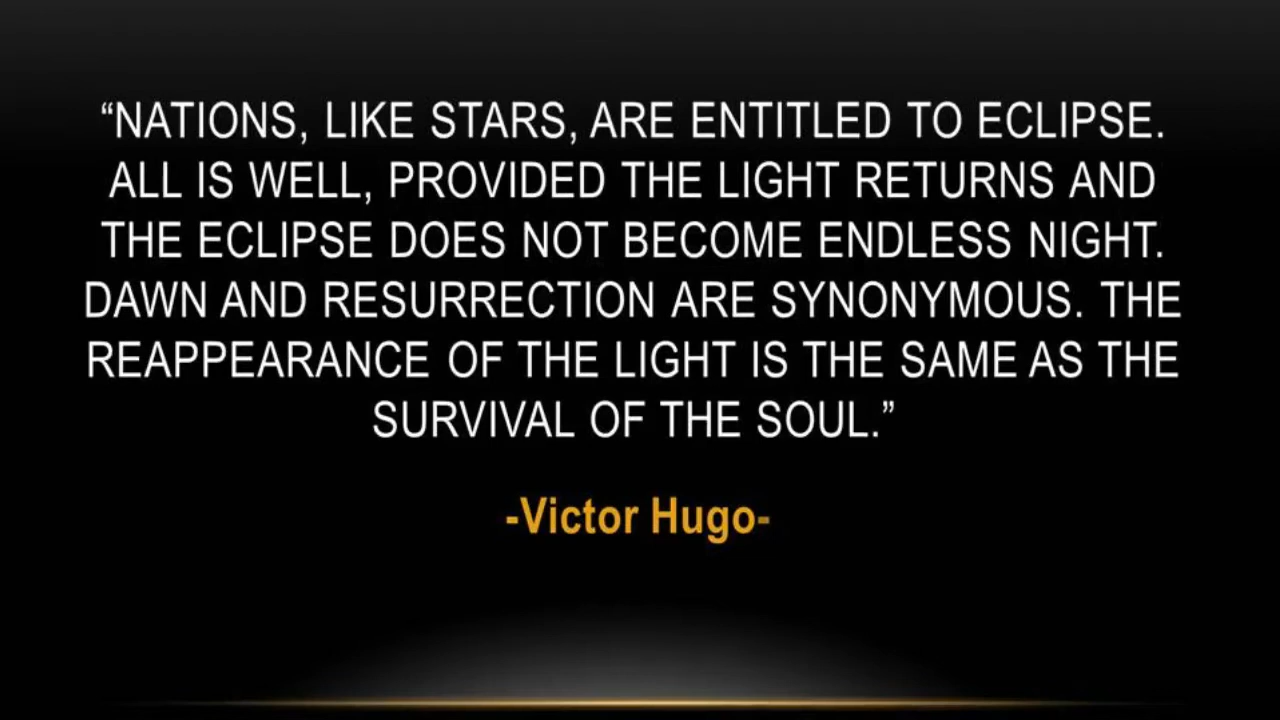 “NATIONS, LIKE STARS, ARE ENTITLED TO ECLIPSE.
ALL IS WELL, PROVIDED THE LIGHT RETURNS AND
THE ECLIPSE DOES NOT BECOME ENDLESS NIGHT.
DAWN AND RESURRECTION ARE SYNONYMOUS. THE
REAPPEARANCE OF THE LIGHT IS THE SAME AS THE
SURVIVAL OF THE SOUL.”
-Victor Hugo-